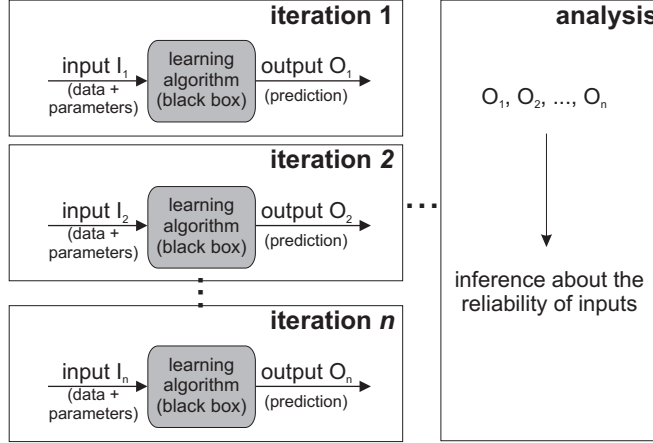 iteration 1
input I₁
(data +
parameters)
learning
algorithm
(black box)
output O₁
(prediction)
iteration 2
input I₂
(data +
parameters)
learning
algorithm
(black box)
output O₂
(prediction)
iteration n
input Iₙ
(data +
parameters)
learning
algorithm
(black box)
output Oₙ
(prediction)
...
analysis
O₁, O₂, ..., Oₙ
inference about the
reliability of inputs